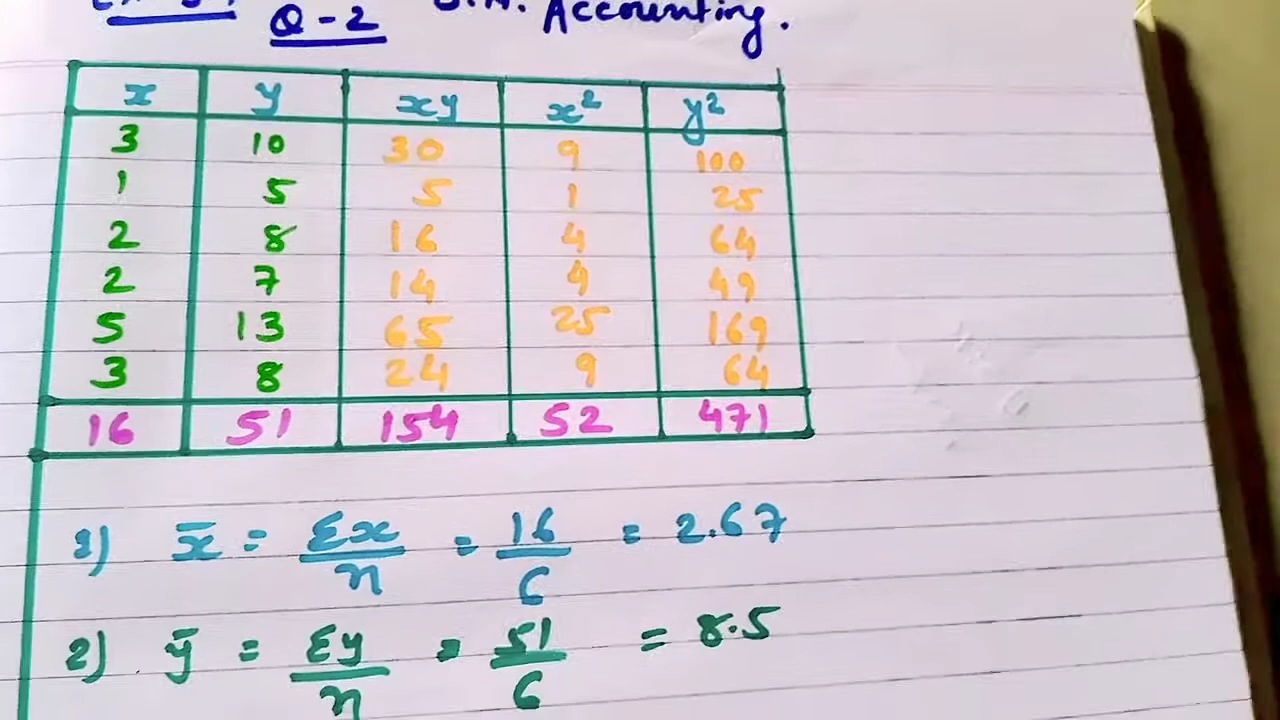 Q-2 Accounting.
x y xy x² y²
3 10 30 9 100
1 5 5 1 25
2 8 16 4 64
2 7 14 4 49
5 13 65 25 169
3 8 24 9 64
16 51 154 52 471
1) x̄ = Σx/n = 16/6 = 2.67
2) ȳ = Σy/n = 51/6 = 8.5